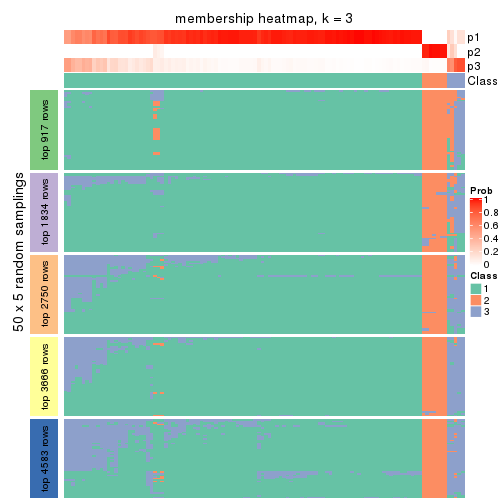 membership heatmap, k = 3
p1
p2
p3
Class
50 x 5 random samplings
top 917 rows
top 1834 rows
top 2750 rows
top 3666 rows
top 4583 rows
Prob
1
0.8
0.6
0.4
0.2
0
Class
1
2
3